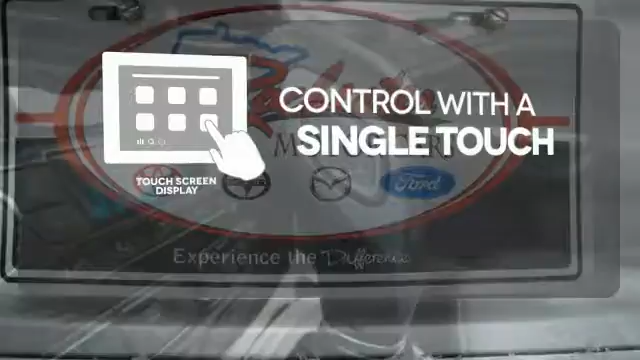 CONTROL WITH A
SINGLE TOUCH
TOUCH SCREEN
DISPLAY
Ford
Experience the Difference